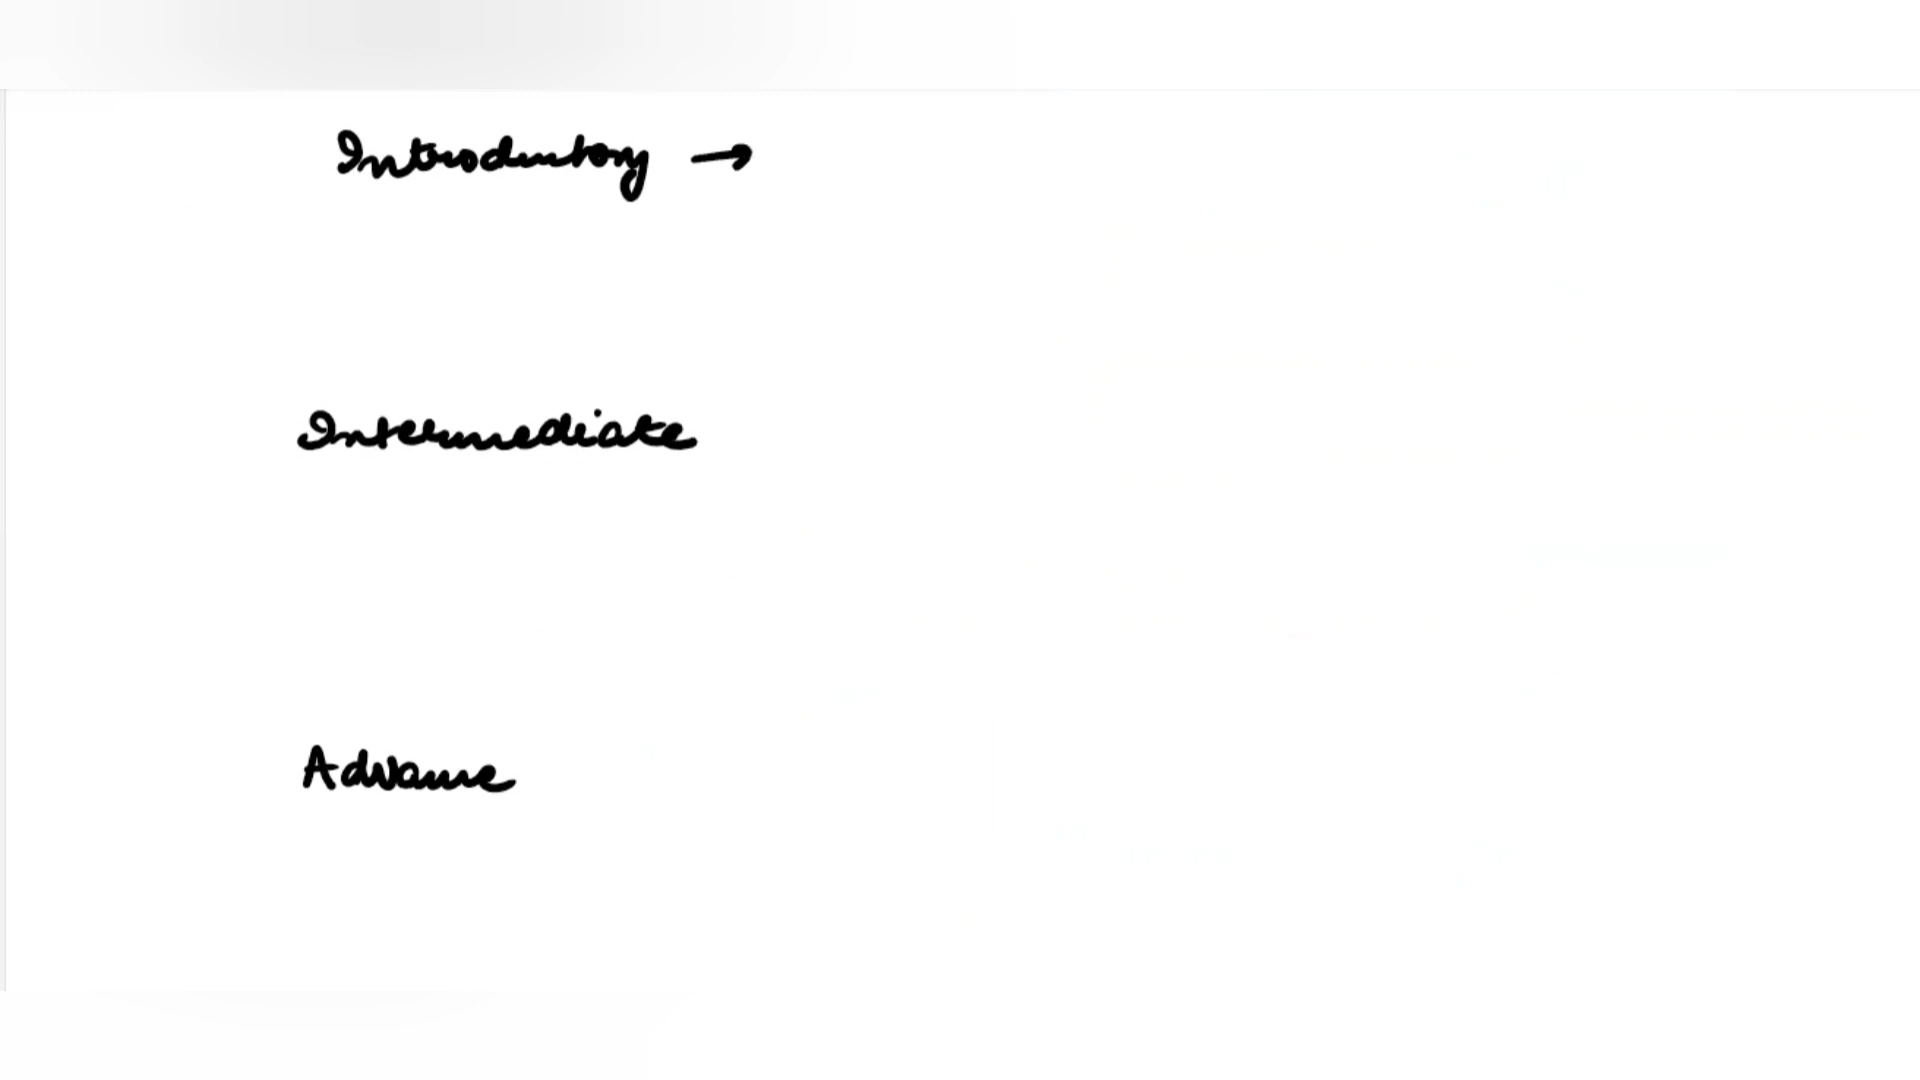 Introductory →
Intermediate
Advance